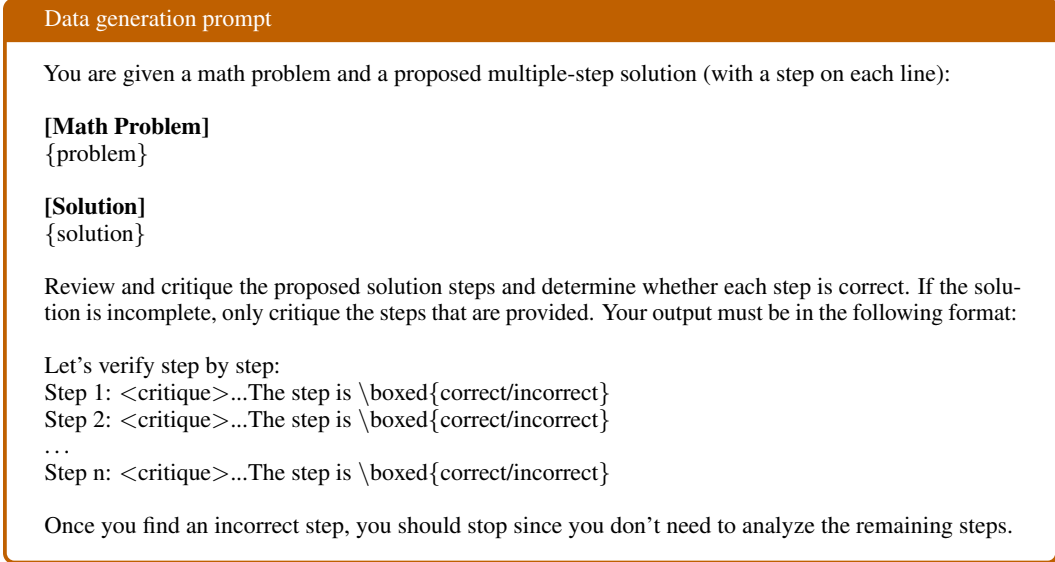 Data generation prompt
You are given a math problem and a proposed multiple-step solution (with a step on each line):
[Math Problem]
{problem}
[Solution]
{solution}
Review and critique the proposed solution steps and determine whether each step is correct. If the solu-
tion is incomplete, only critique the steps that are provided. Your output must be in the following format:
Let's verify step by step:
Step 1: <critique>...The step is \boxed{correct/incorrect}
Step 2: <critique>...The step is \boxed{correct/incorrect}
...
Step n: <critique>...The step is \boxed{correct/incorrect}
Once you find an incorrect step, you should stop since you don't need to analyze the remaining steps.